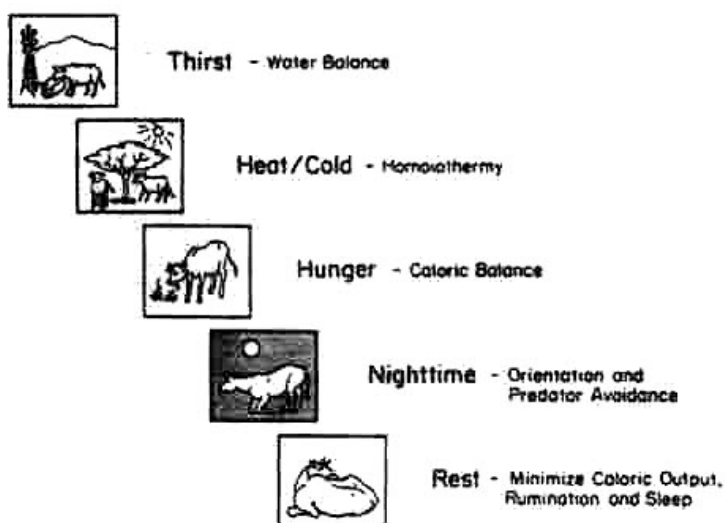 Thirst - Water Balance
Heat/Cold - Homoiothermy
Hunger - Caloric Balance
Nighttime - Orientation and
Predator Avoidance
Rest - Minimize Caloric Output,
Rumination and Sleep